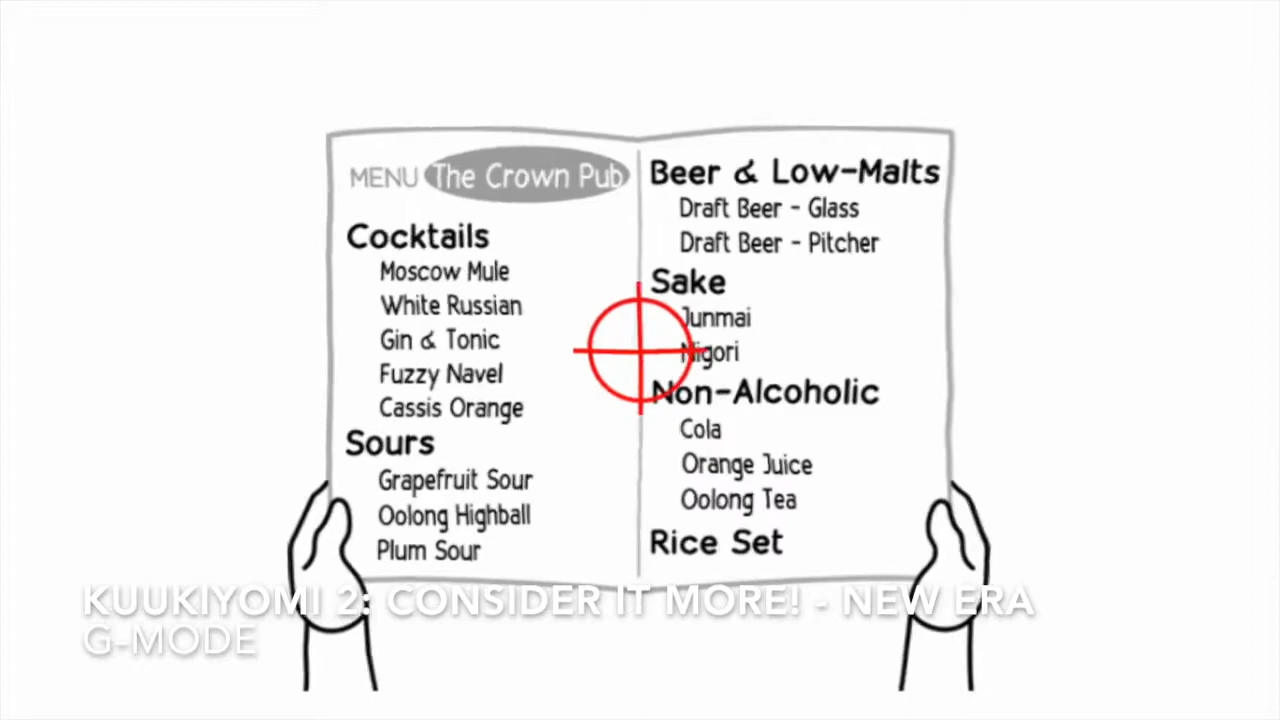 MENU The Crown Pub
Cocktails
Moscow Mule
White Russian
Gin & Tonic
Fuzzy Navel
Cassis Orange
Sours
Grapefruit Sour
Oolong Highball
Plum Sour
Beer & Low-Malts
Draft Beer - Glass
Draft Beer - Pitcher
Sake
Junmai
Nigori
Non-Alcoholic
Cola
Orange Juice
Oolong Tea
Rice Set
KUUKIYOMI 2: CONSIDER IT MORE! - NEW ERA
G-MODE